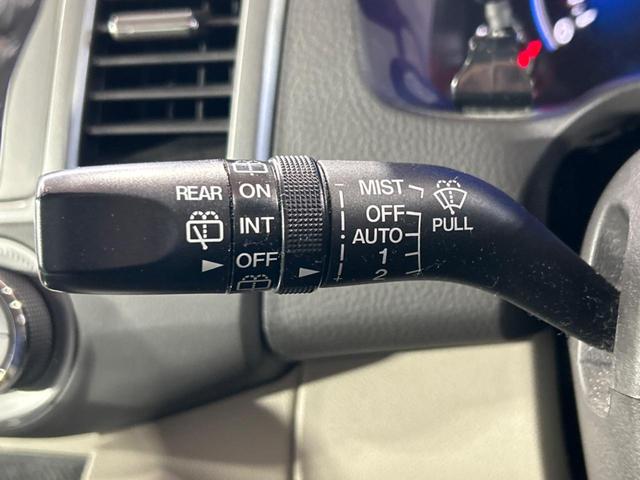 REAR
ON
INT
OFF
MIST
OFF
AUTO
1
2
PULL